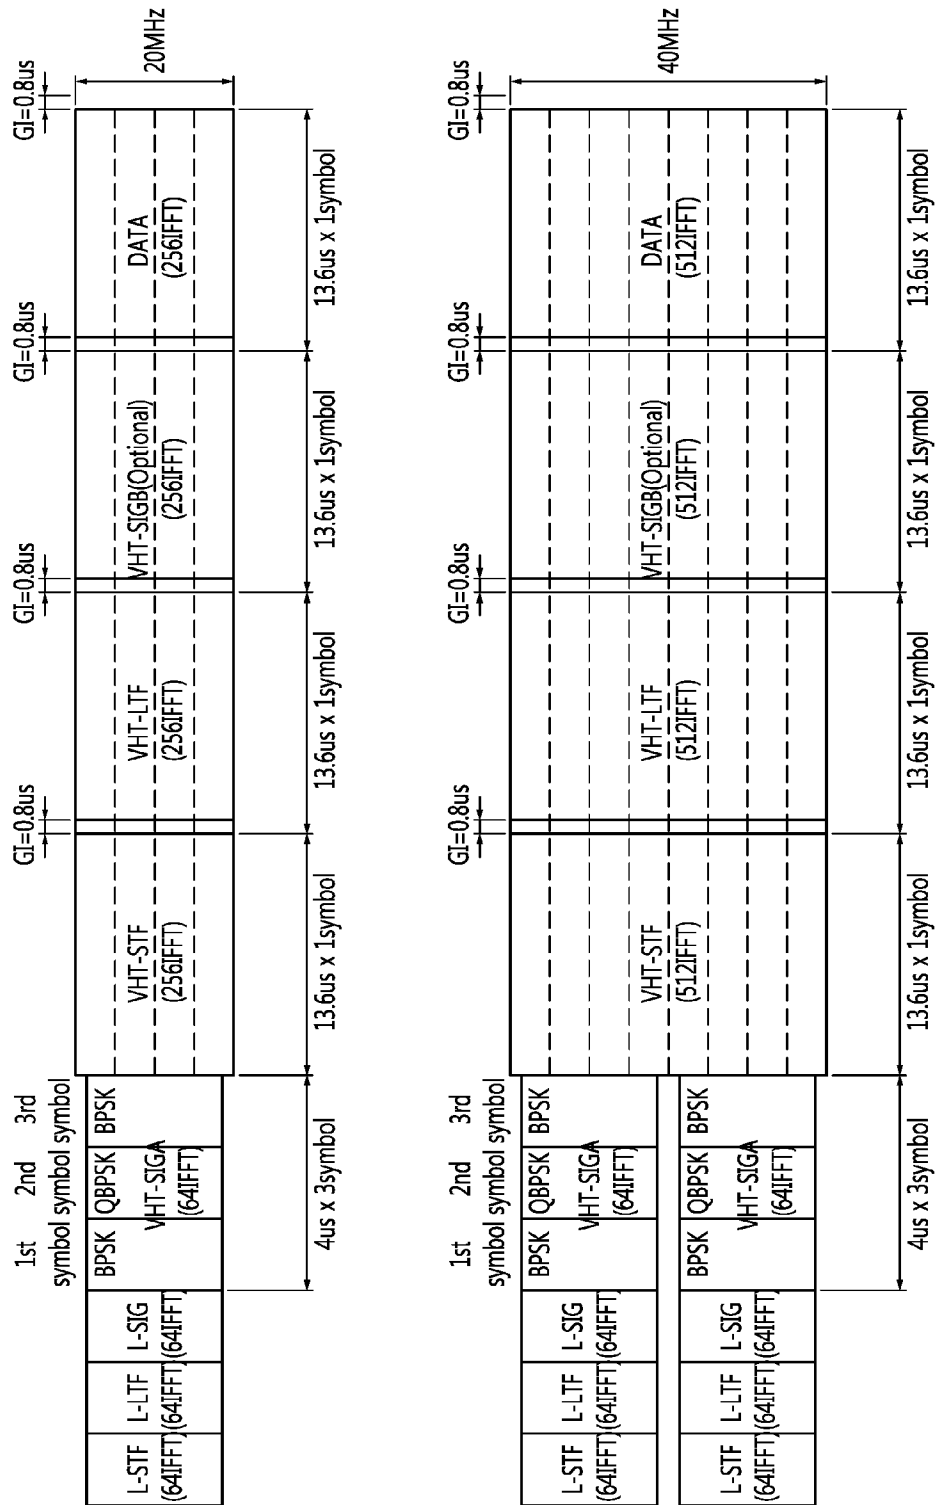 20MHz
GI=0.8us
GI=0.8us
GI=0.8us
GI=0.8us
1st
symbol
2nd
symbol
3rd
symbol
L-STF
(64IFFT)
L-LTF
(64IFFT)
L-SIG
(64IFFT)
BPSK
QBPSK
BPSK
VHT-SIGA
(64IFFT)
VHT-STF
(256IFFT)
VHT-LTF
(256IFFT)
VHT-SIGB(Optional)
(256IFFT)
DATA
(256IFFT)
4us x 3symbol
13.6us x 1symbol
13.6us x 1symbol
13.6us x 1symbol
13.6us x 1symbol
40MHz
GI=0.8us
GI=0.8us
GI=0.8us
GI=0.8us
1st
symbol
2nd
symbol
3rd
symbol
L-STF
(64IFFT)
L-LTF
(64IFFT)
L-SIG
(64IFFT)
BPSK
QBPSK
BPSK
VHT-SIGA
(64IFFT)
VHT-STF
(512IFFT)
VHT-LTF
(512IFFT)
VHT-SIGB(Optional)
(512IFFT)
DATA
(512IFFT)
L-STF
(64IFFT)
L-LTF
(64IFFT)
L-SIG
(64IFFT)
BPSK
QBPSK
BPSK
VHT-SIGA
(64IFFT)
4us x 3symbol
13.6us x 1symbol
13.6us x 1symbol
13.6us x 1symbol
13.6us x 1symbol